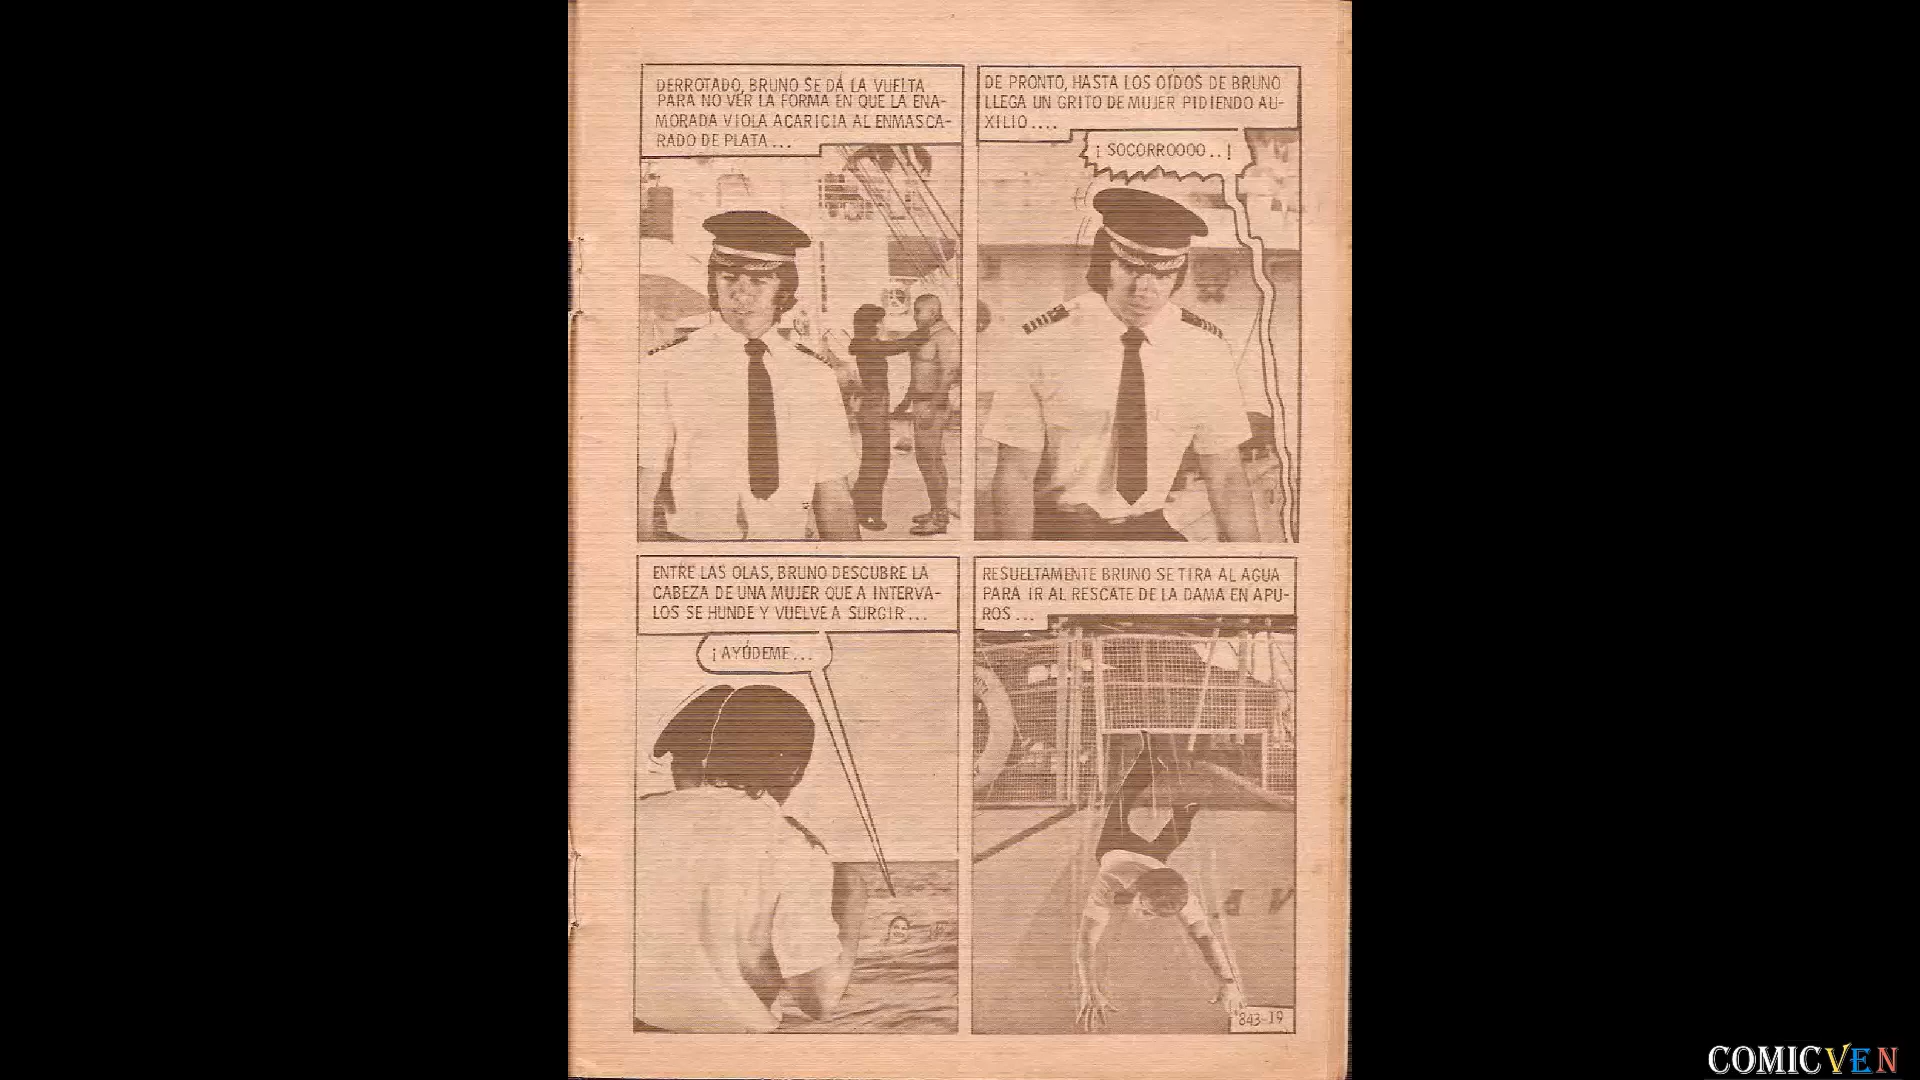 DERROTADO, BRUNO SE DÁ LA VUELTA
PARA NO VER LA FORMA EN QUE LA ENA-
MORADA VIOLA ACARICIA AL ENMASCA-
RADO DE PLATA...
DE PRONTO, HASTA LOS OÍDOS DE BRUNO
LLEGA UN GRITO DE MUJER PIDIENDO AU-
XILIO....
¡SOCORROOOO..!
ENTRE LAS OLAS, BRUNO DESCUBRE LA
CABEZA DE UNA MUJER QUE A INTERVA-
LOS SE HUNDE Y VUELVE A SURGIR...
¡AYÚDEME...
RESUELTAMENTE BRUNO SE TIRA AL AGUA
PARA IR AL RESCATE DE LA DAMA EN APU-
ROS...
843-19
COMICVEN